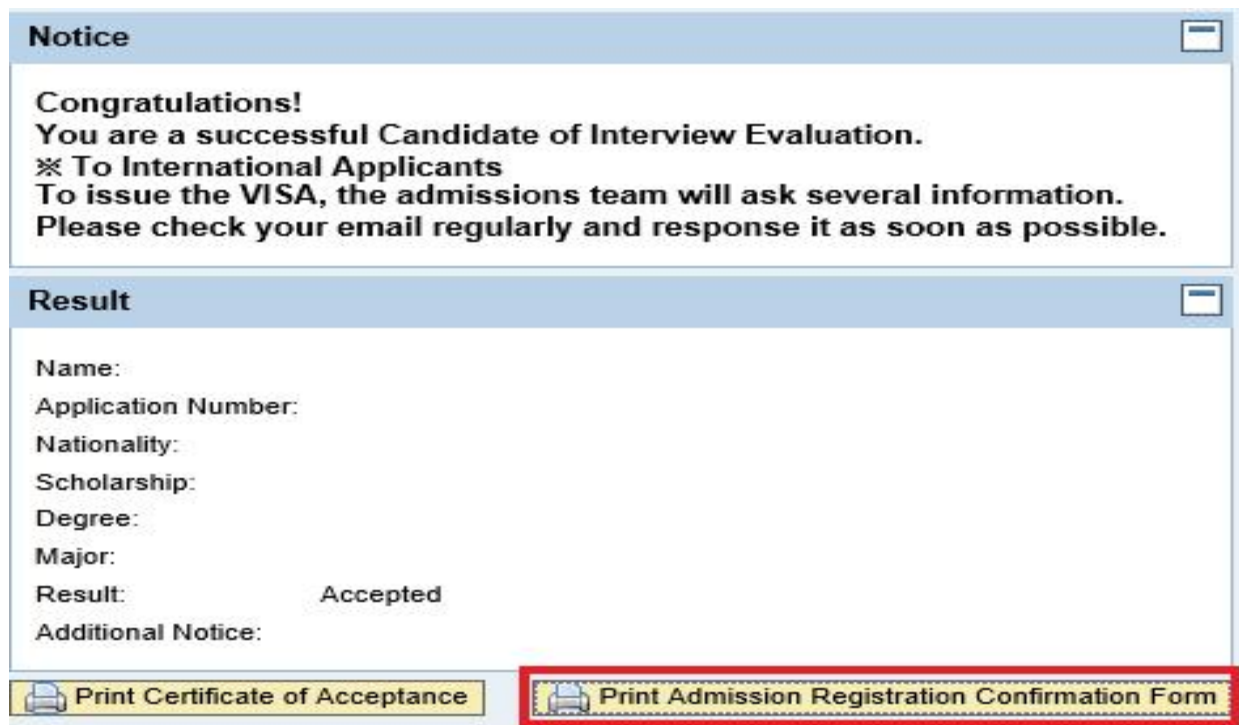 Notice
Congratulations!
You are a successful Candidate of Interview Evaluation.
※ To International Applicants
To issue the VISA, the admissions team will ask several information.
Please check your email regularly and response it as soon as possible.
Result
Name:
Application Number:
Nationality:
Scholarship:
Degree:
Major:
Result: Accepted
Additional Notice:
Print Certificate of Acceptance Print Admission Registration Confirmation Form